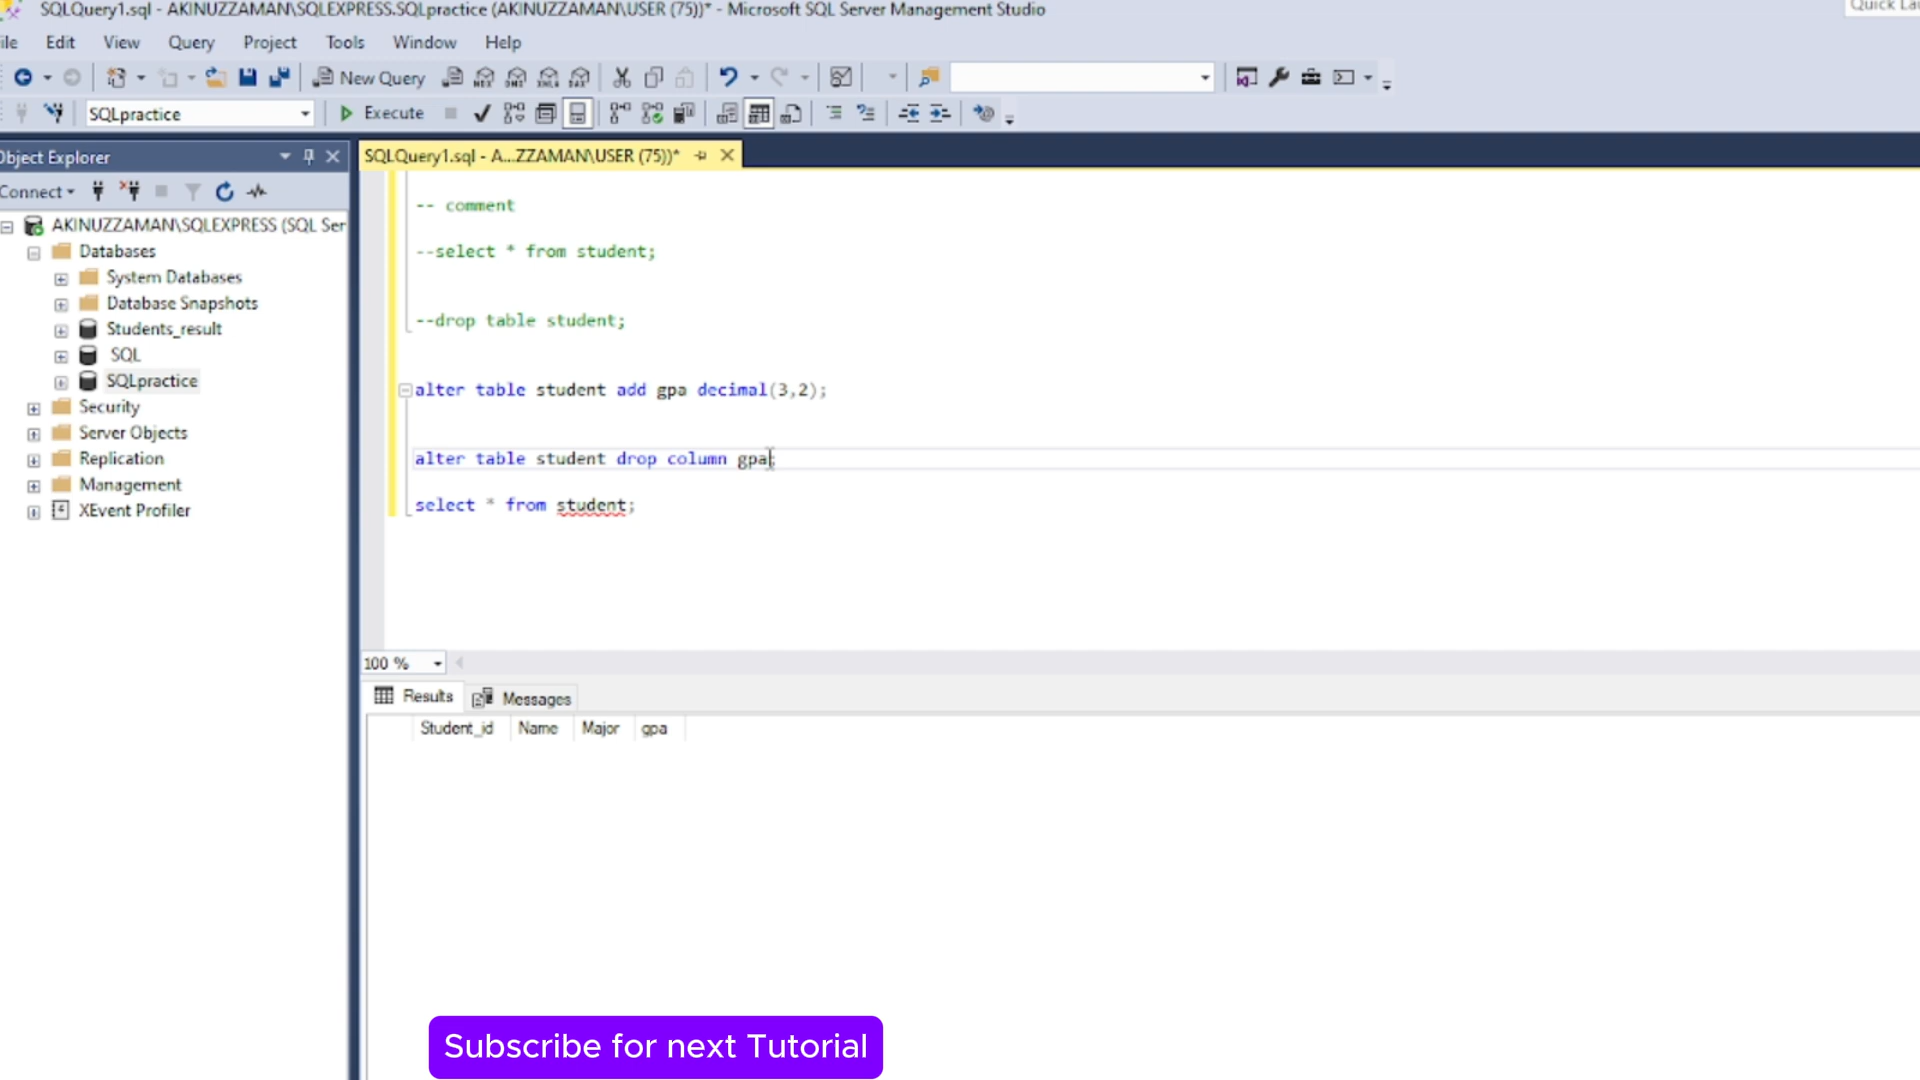 SQLQuery1.sql - AKINUZZAMAN\SQLEXPRESS.SQLpractice (AKINUZZAMAN\USER (75))* - Microsoft SQL Server Management Studio
Quick Lau
ile Edit View Query Project Tools Window Help
New Query
SQLpractice Execute
Object Explorer
SQLQuery1.sql - A...ZZAMAN\USER (75))*
Connect
AKINUZZAMAN\SQLEXPRESS (SQL Ser
Databases
System Databases
Database Snapshots
Students_result
SQL
SQLpractice
Security
Server Objects
Replication
Management
XEvent Profiler
-- comment
--select * from student;
--drop table student;
alter table student add gpa decimal(3,2);
alter table student drop column gpa;
select * from student;
100 %
Results Messages
Student_id Name Major gpa
Subscribe for next Tutorial